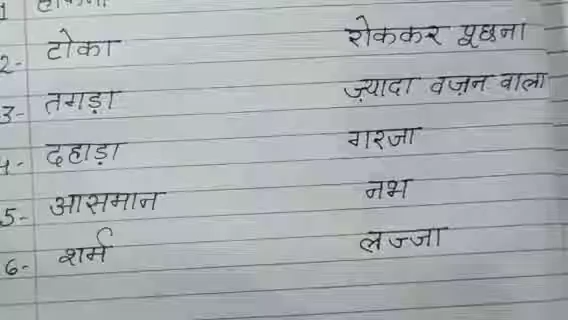 2- टोका रोककर पूछना
3- तगड़ा ज़्यादा वज़न वाला
4- दहाड़ा गरजा
5- आसमान नभ
6- शर्म लज्जा